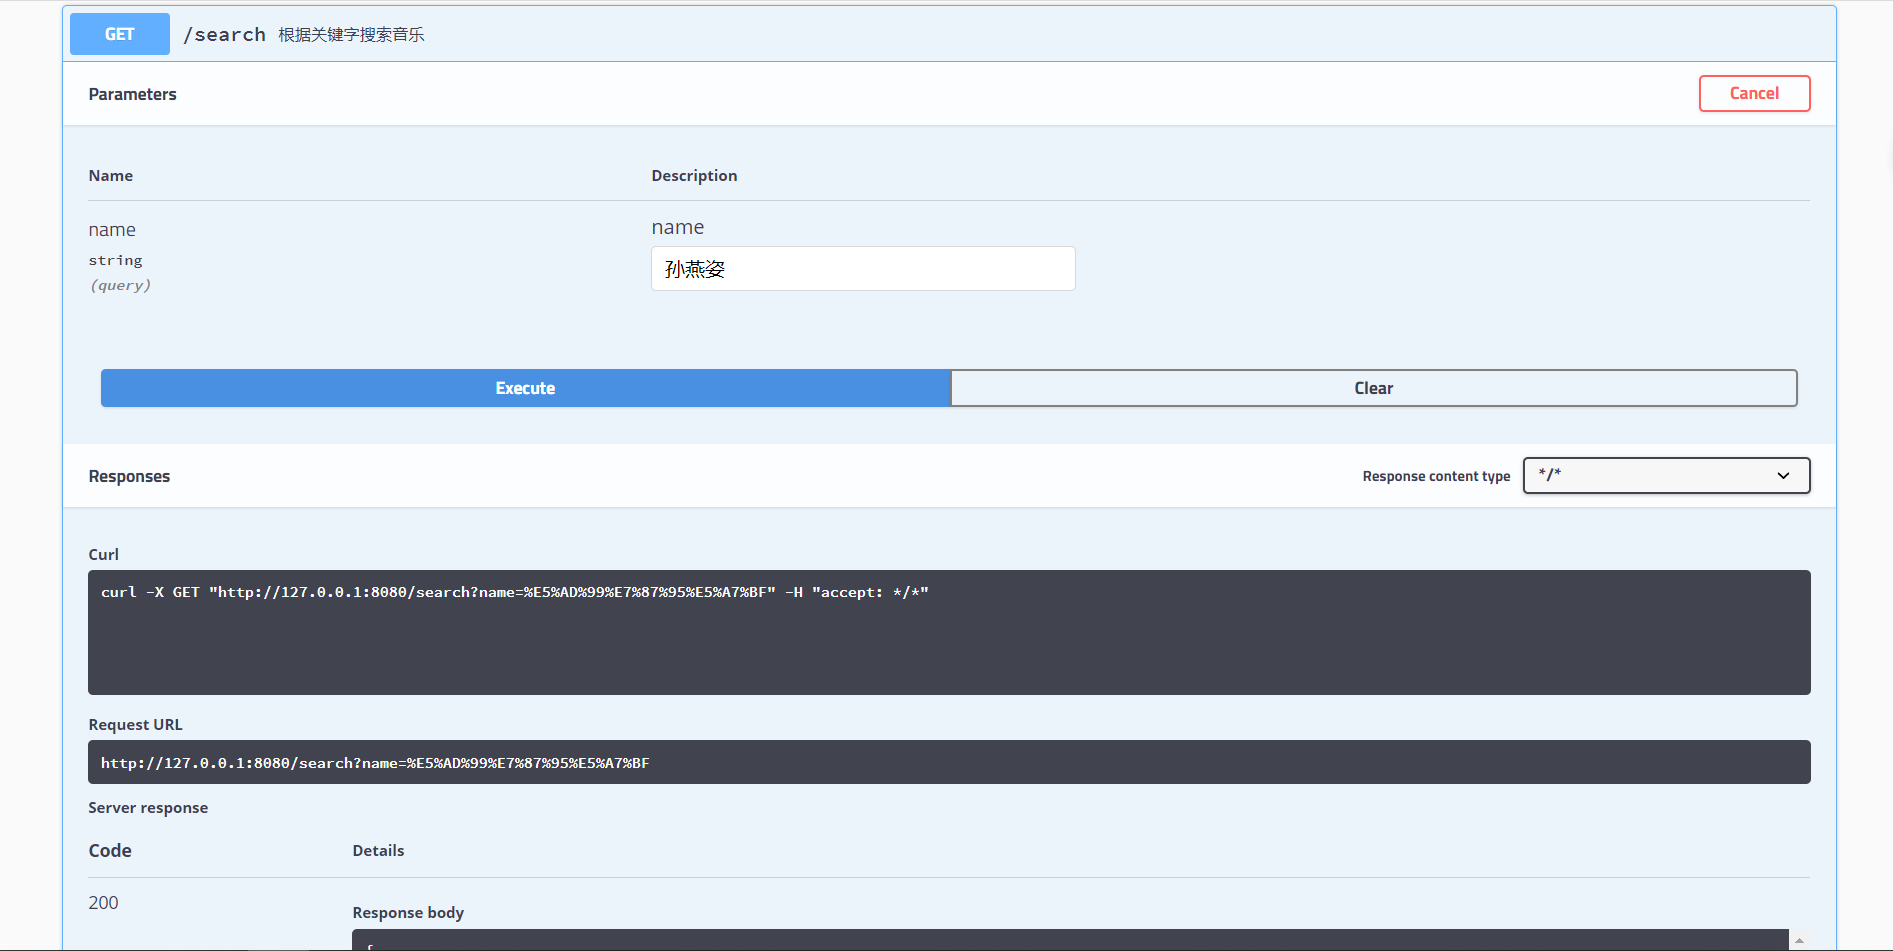 GET /search 根据关键字搜索音乐
Parameters
Cancel
Name Description
name name
string
孙燕姿
(query)
Execute Clear
Responses
Response content type */*
Curl
curl -X GET "http://127.0.0.1:8080/search?name=%E5%AD%99%E7%87%95%E5%A7%BF" -H "accept: */*"
Request URL
http://127.0.0.1:8080/search?name=%E5%AD%99%E7%87%95%E5%A7%BF
Server response
Code Details
200
Response body